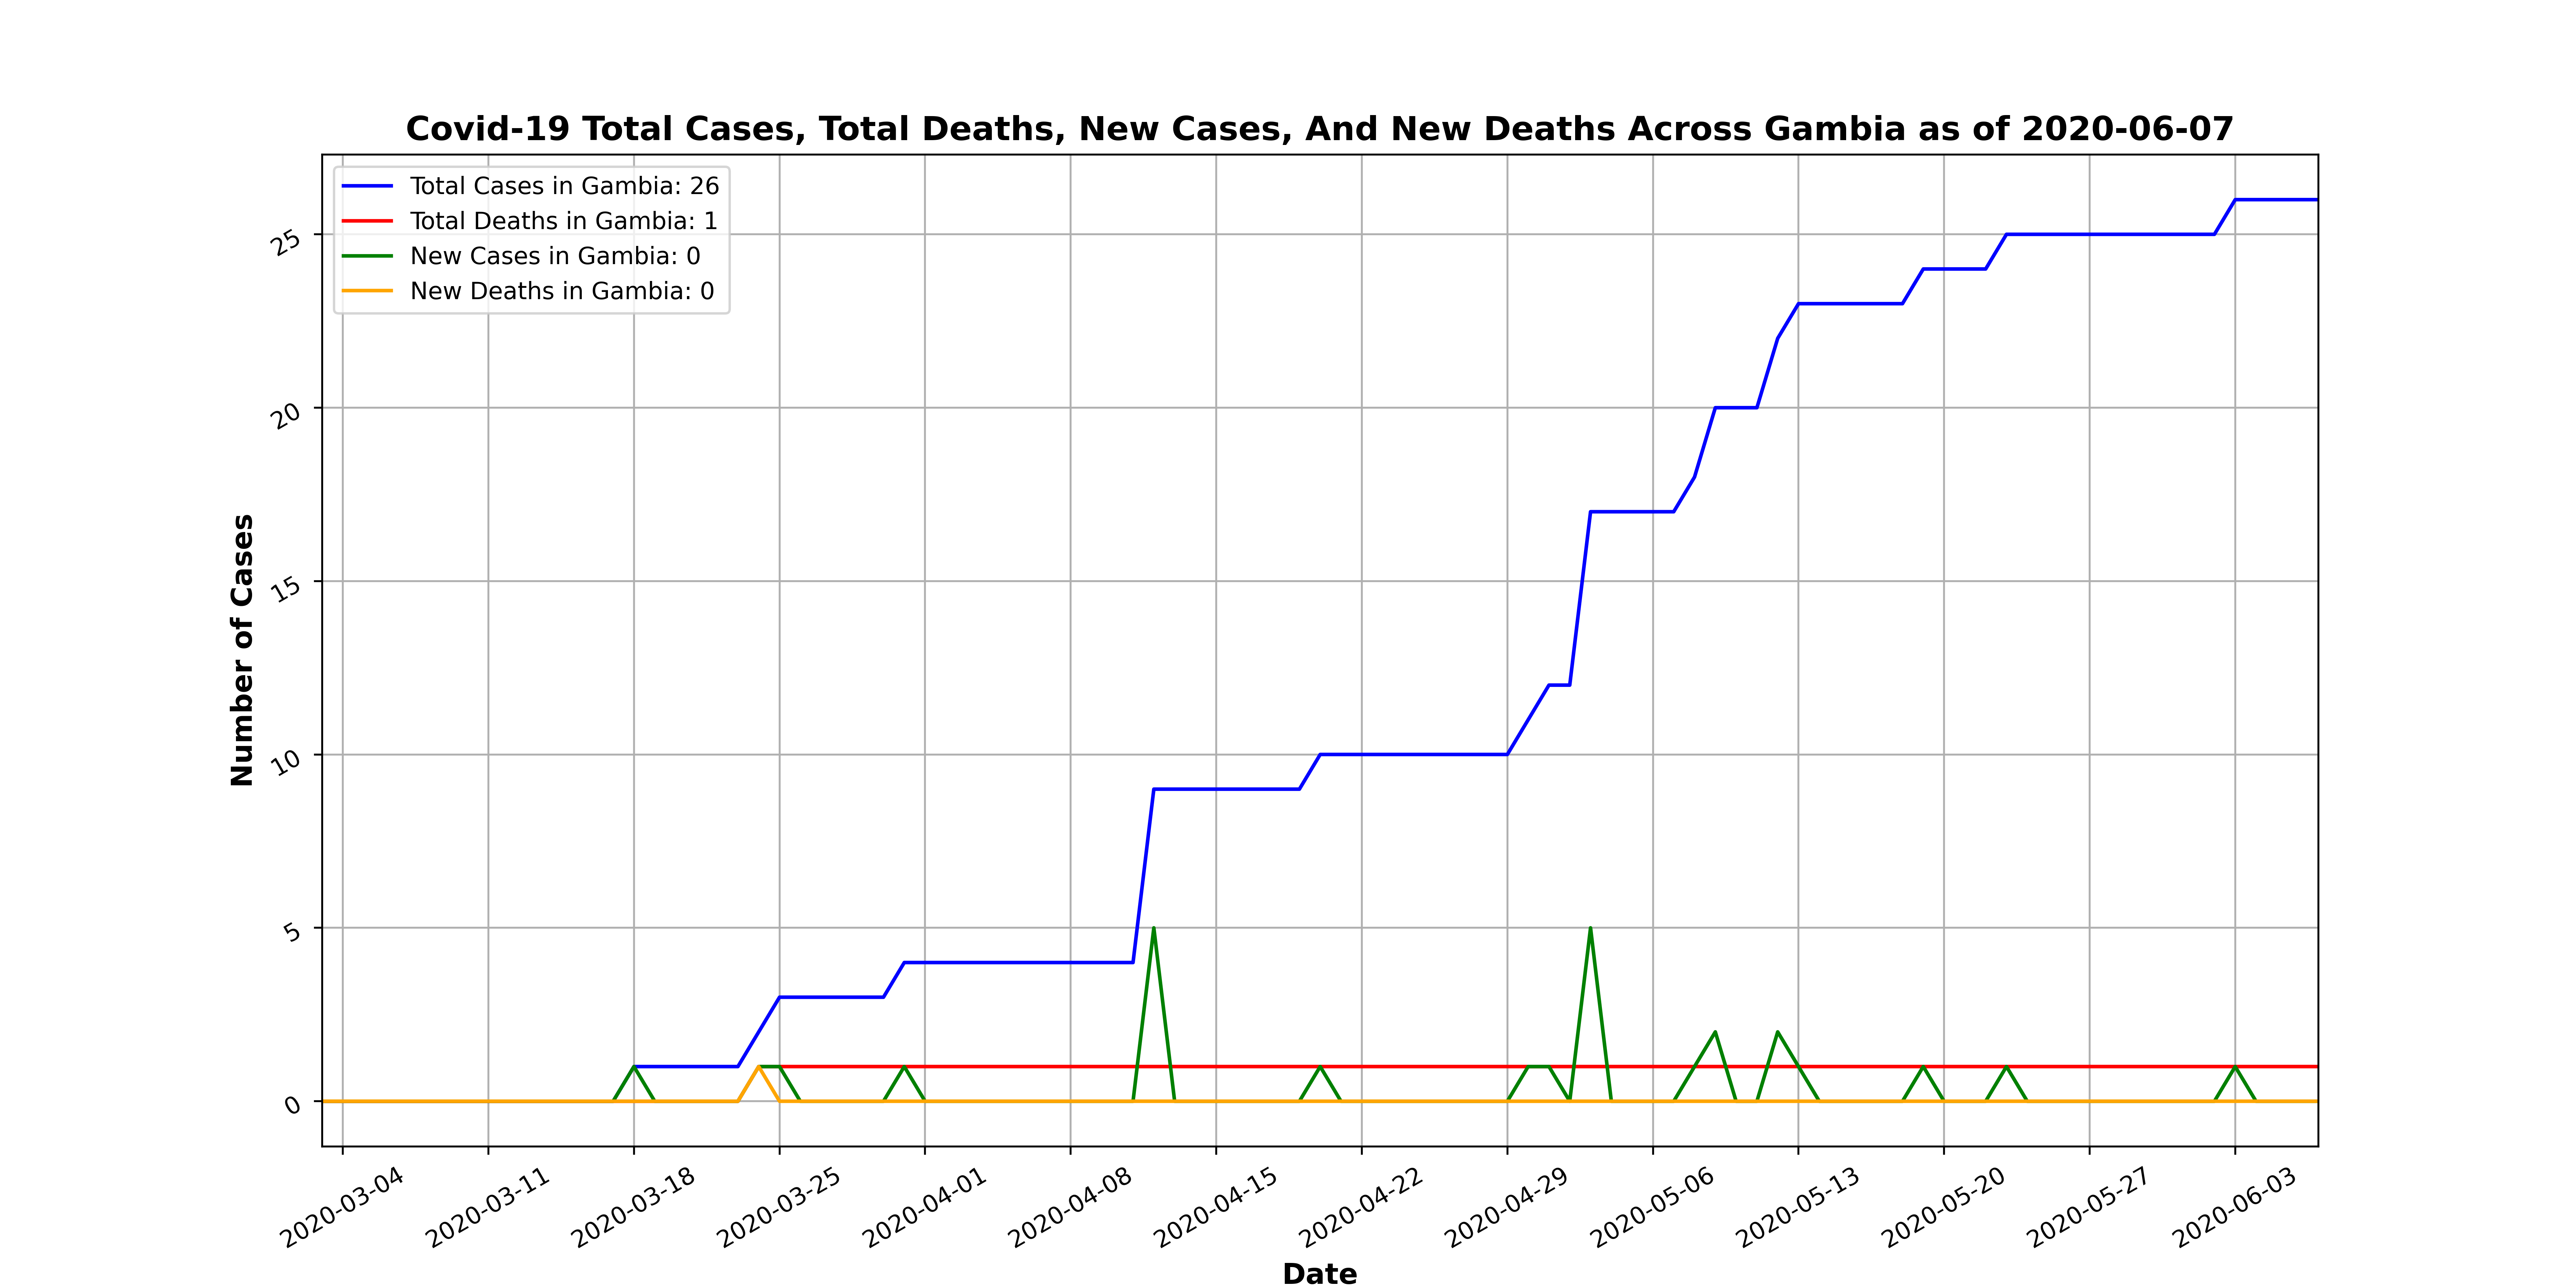 Covid-19 Total Cases, Total Deaths, New Cases, And New Deaths Across Gambia as of 2020-06-07
Total Cases in Gambia: 26
Total Deaths in Gambia: 1
New Cases in Gambia: 0
New Deaths in Gambia: 0
Number of Cases
25
20
15
10
5
0
2020-03-04
2020-03-11
2020-03-18
2020-03-25
2020-04-01
2020-04-08
2020-04-15
2020-04-22
2020-04-29
2020-05-06
2020-05-13
2020-05-20
2020-05-27
2020-06-03
Date